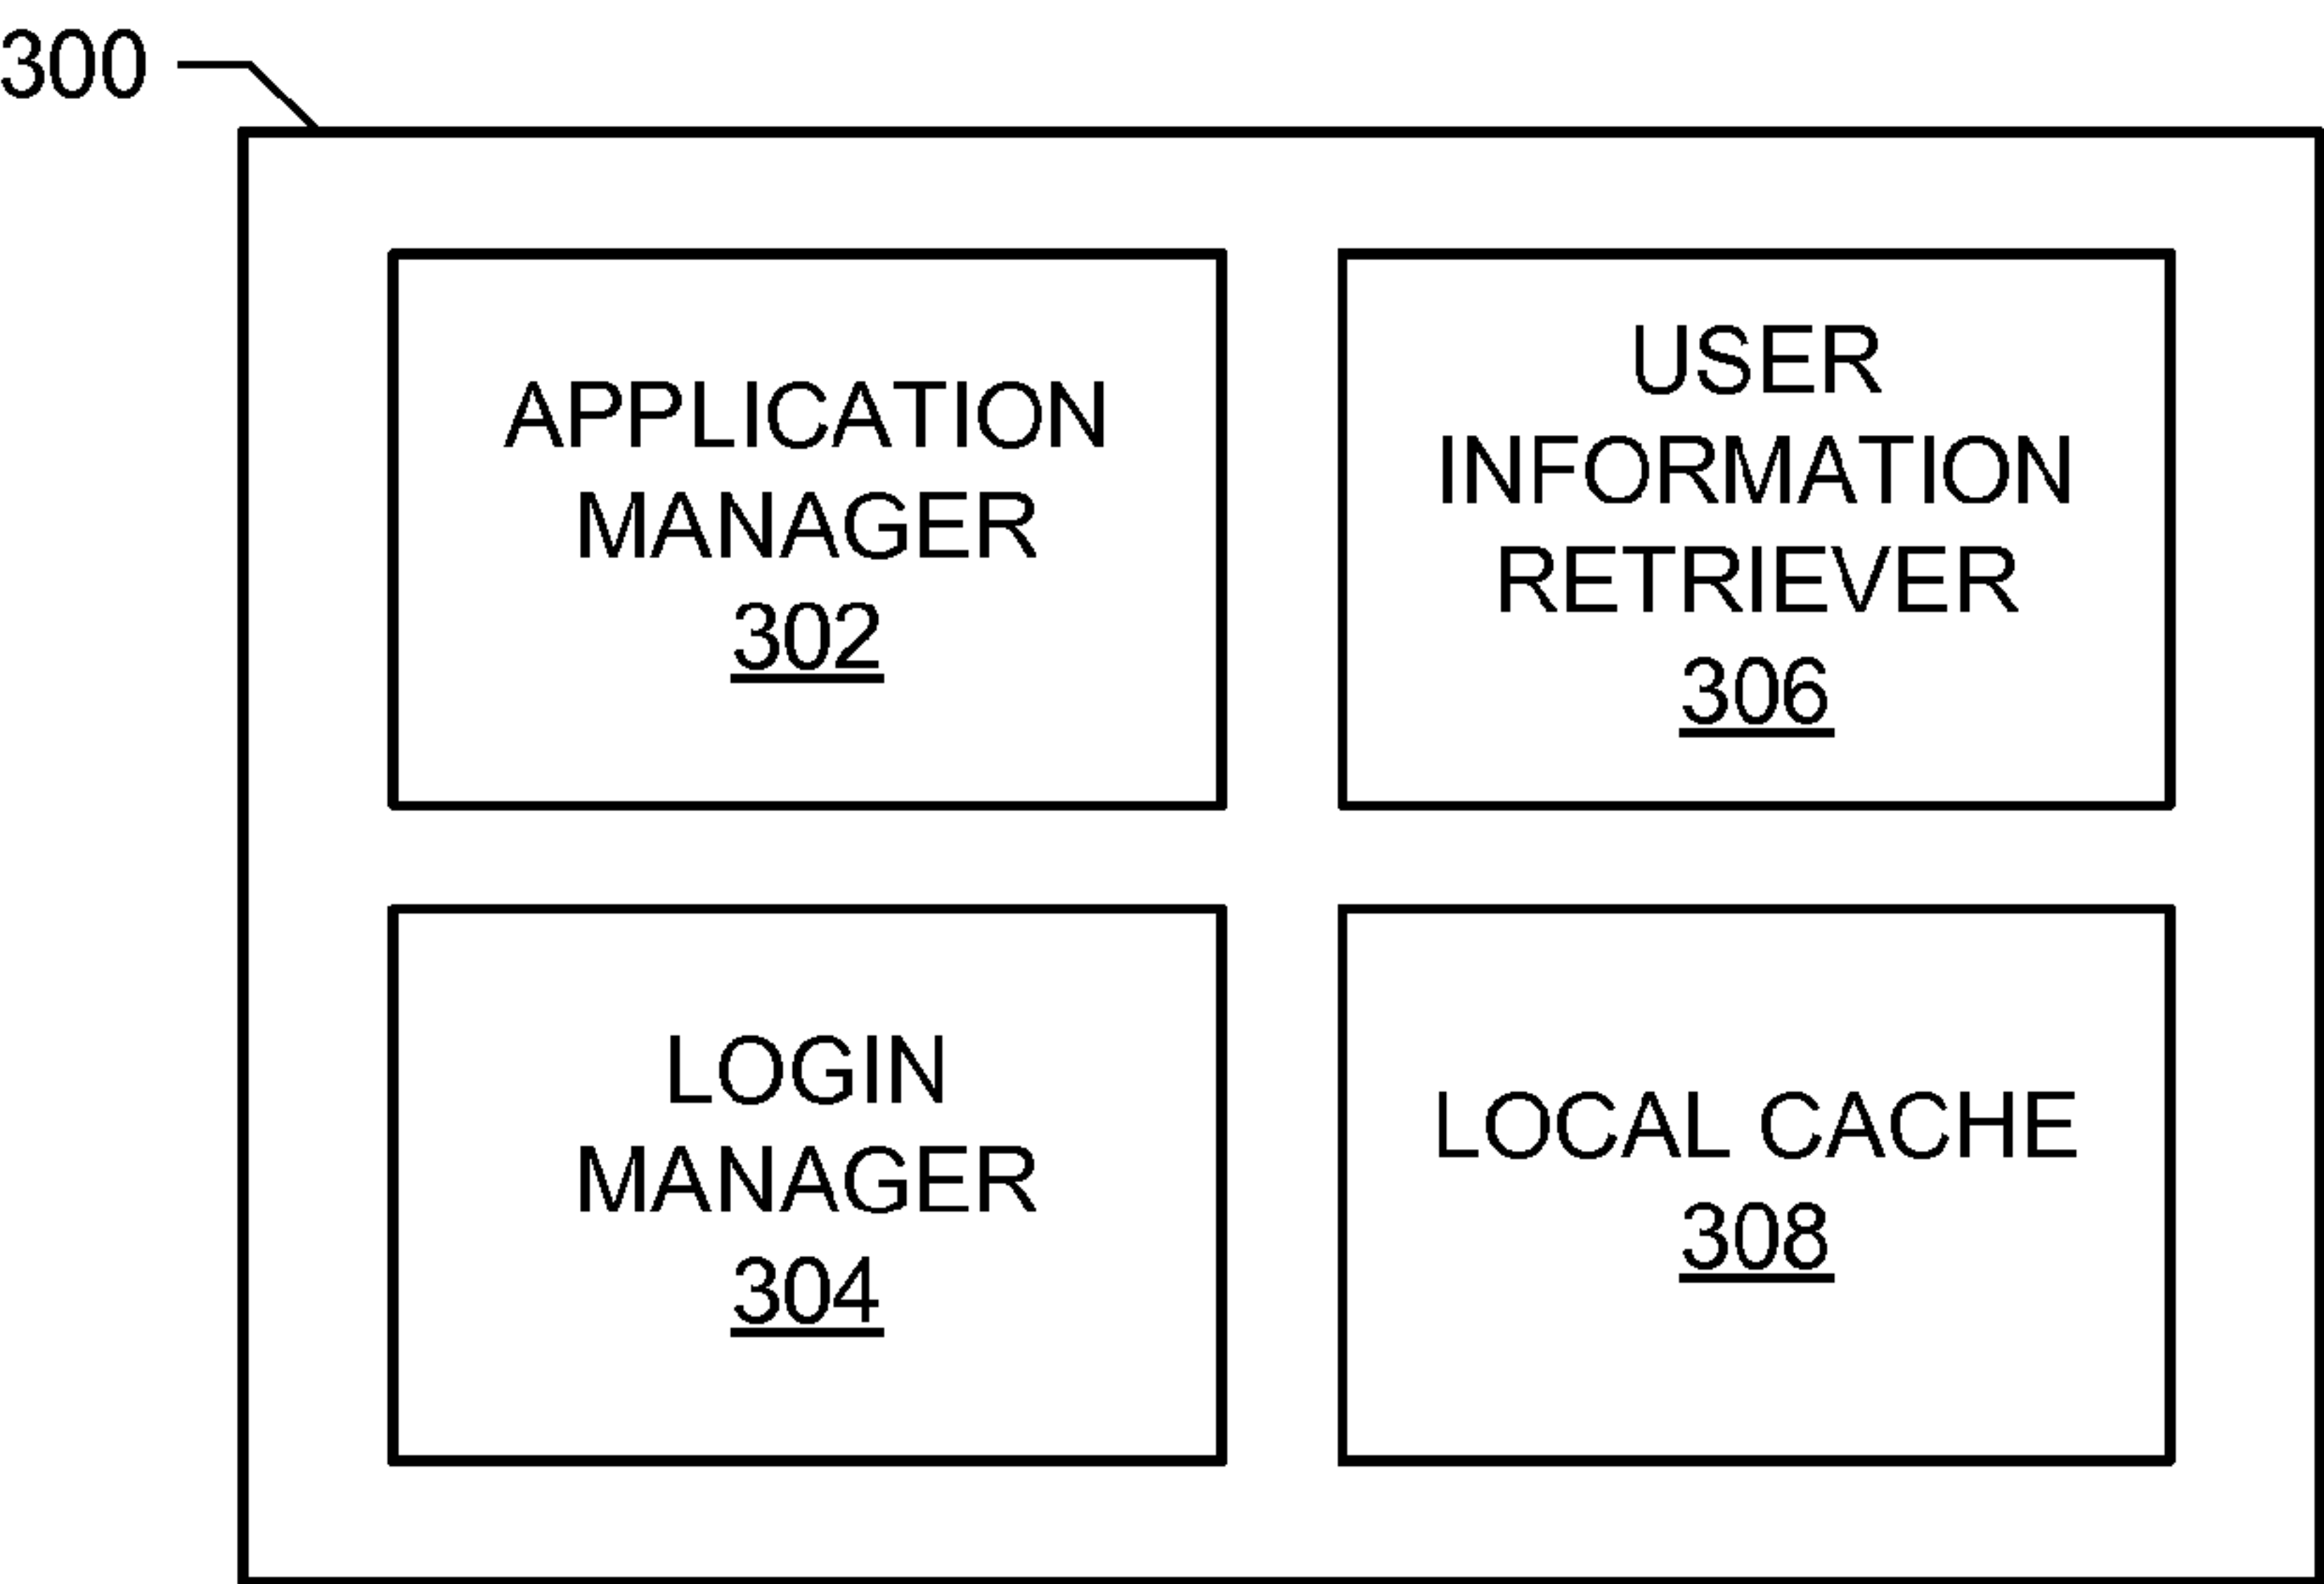 300
APPLICATION
MANAGER
302
USER
INFORMATION
RETRIEVER
306
LOGIN
MANAGER
304
LOCAL CACHE
308